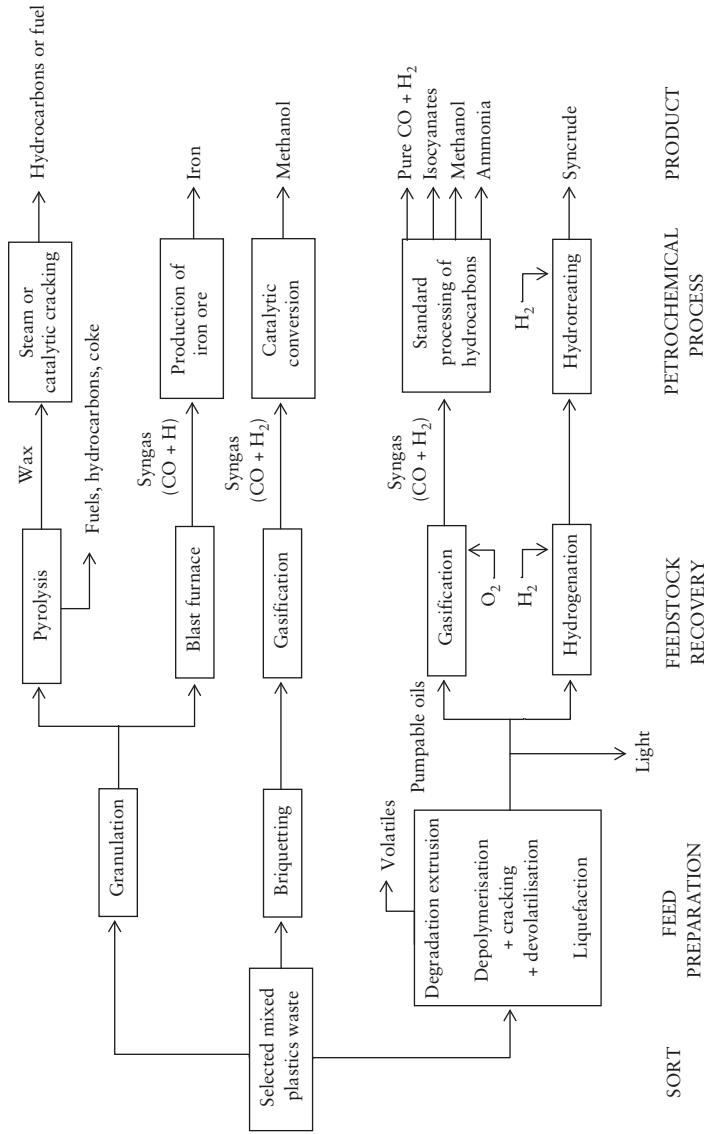 Selected mixed
plastics waste
Granulation
Pyrolysis
Wax
Steam or
catalytic cracking
Hydrocarbons or fuel
Fuels, hydrocarbons, coke
Blast furnace
Syngas
(CO + H)
Production of
iron ore
Iron
Briquetting
Gasification
Syngas
(CO + H₂)
Catalytic
conversion
Methanol
Volatiles
Degradation extrusion
Depolymerisation
+ cracking
+ devolatilisation
Liquefaction
Pumpable oils
Light
Gasification
O₂
Syngas
(CO + H₂)
Standard
processing of
hydrocarbons
Pure CO + H₂
Isocyanates
Methanol
Ammonia
H₂
Hydrogenation
H₂
Hydrotreating
Syncrude
SORT
FEED
PREPARATION
FEEDSTOCK
RECOVERY
PETROCHEMICAL
PROCESS
PRODUCT